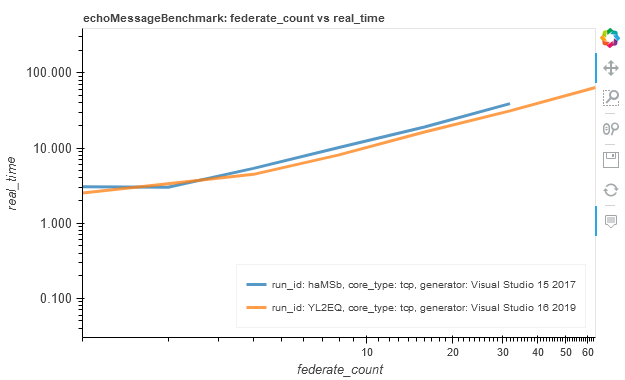 echoMessageBenchmark: federate_count vs real_time
100.000
10.000
1.000
0.100
real_time
run_id: haMSb, core_type: tcp, generator: Visual Studio 15 2017
run_id: YL2EQ, core_type: tcp, generator: Visual Studio 16 2019
10 20 30 40 50 60
federate_count